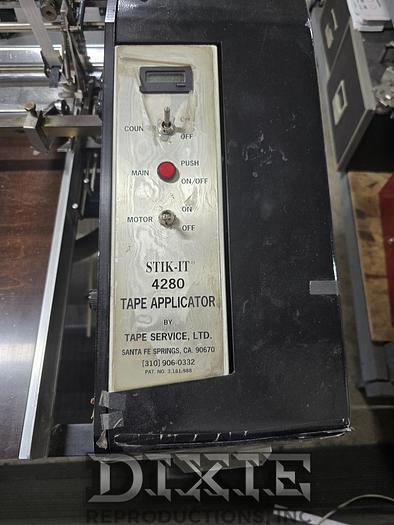 COUN
ON
OFF
MAIN
PUSH
ON/OFF
MOTOR
ON
OFF
STIK-IT
4280
TAPE APPLICATOR
BY
TAPE SERVICE, LTD.
SANTA FE SPRINGS, CA. 90670
(310) 906-0332
PAT. NO. 3,181,988
DIXIE
REPRODUCTIONS, INC.